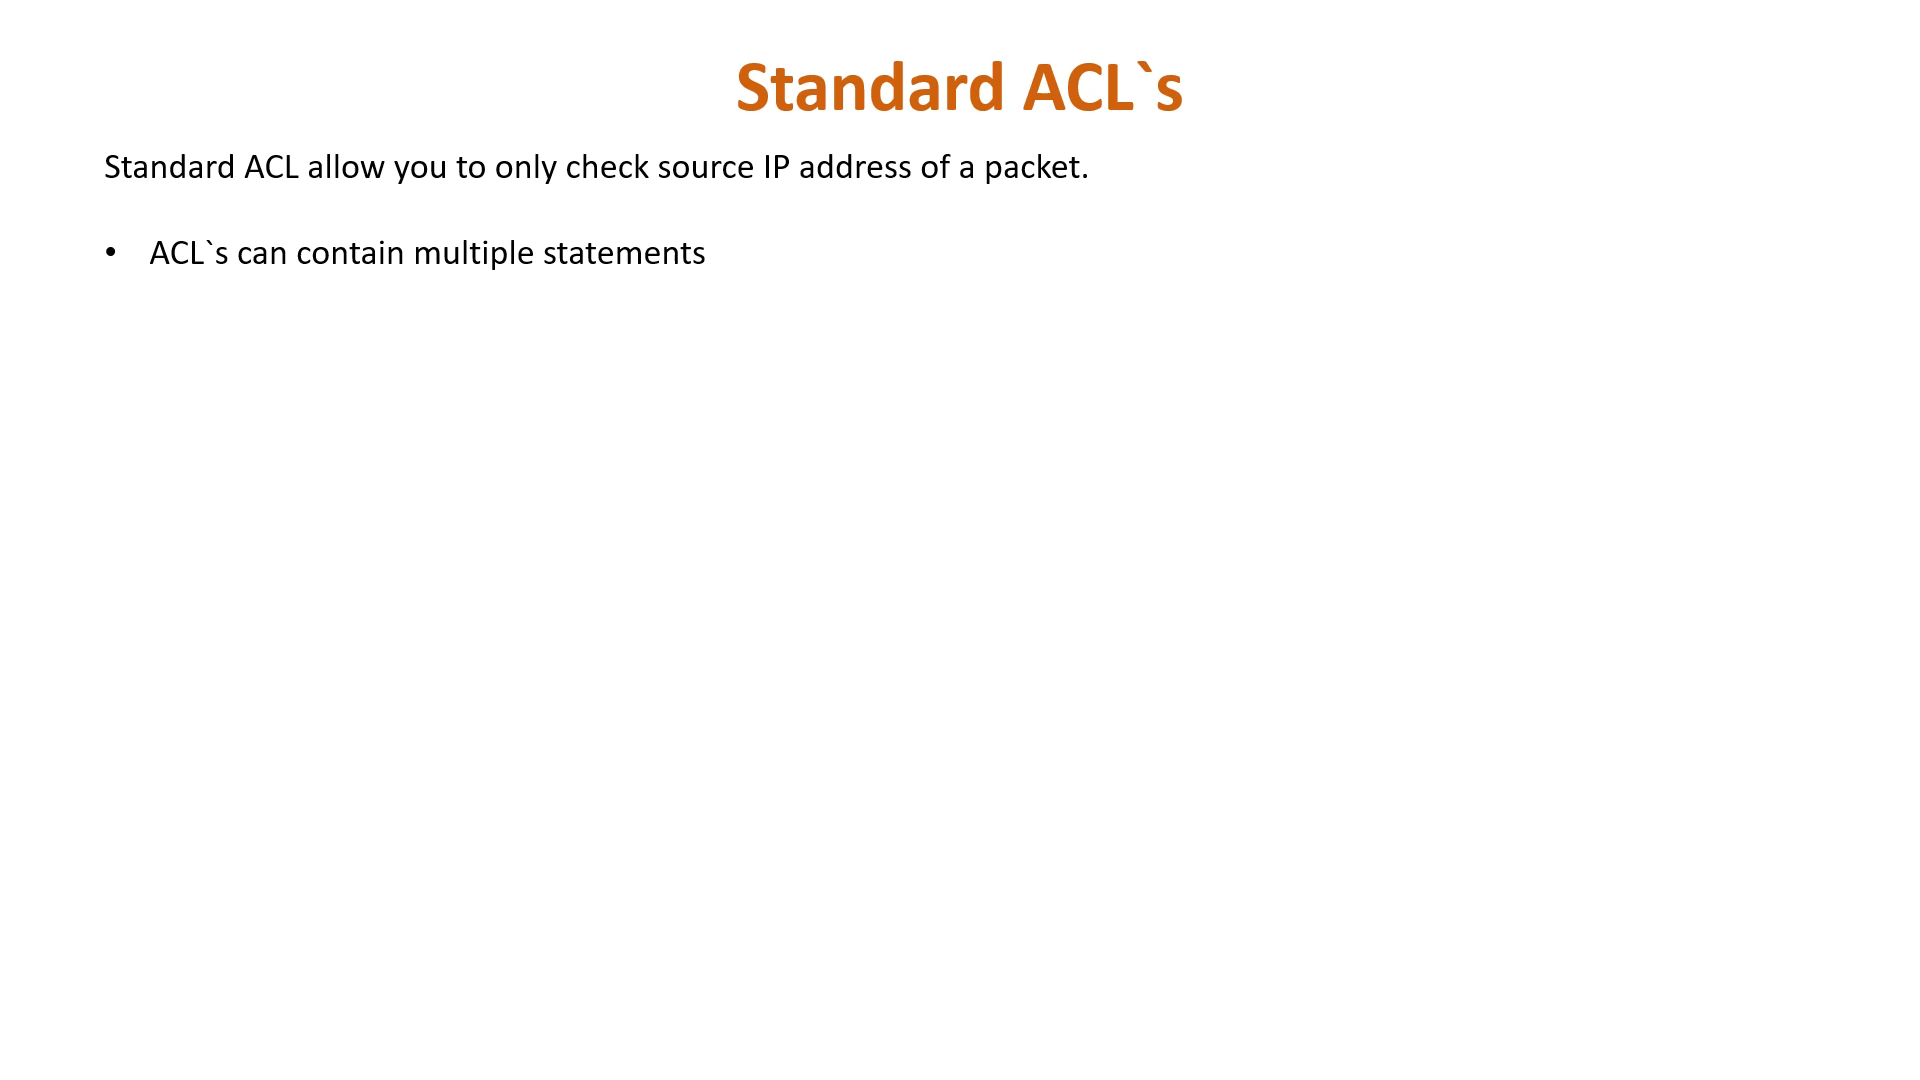 Standard ACL`s
Standard ACL allow you to only check source IP address of a packet.
• ACL`s can contain multiple statements